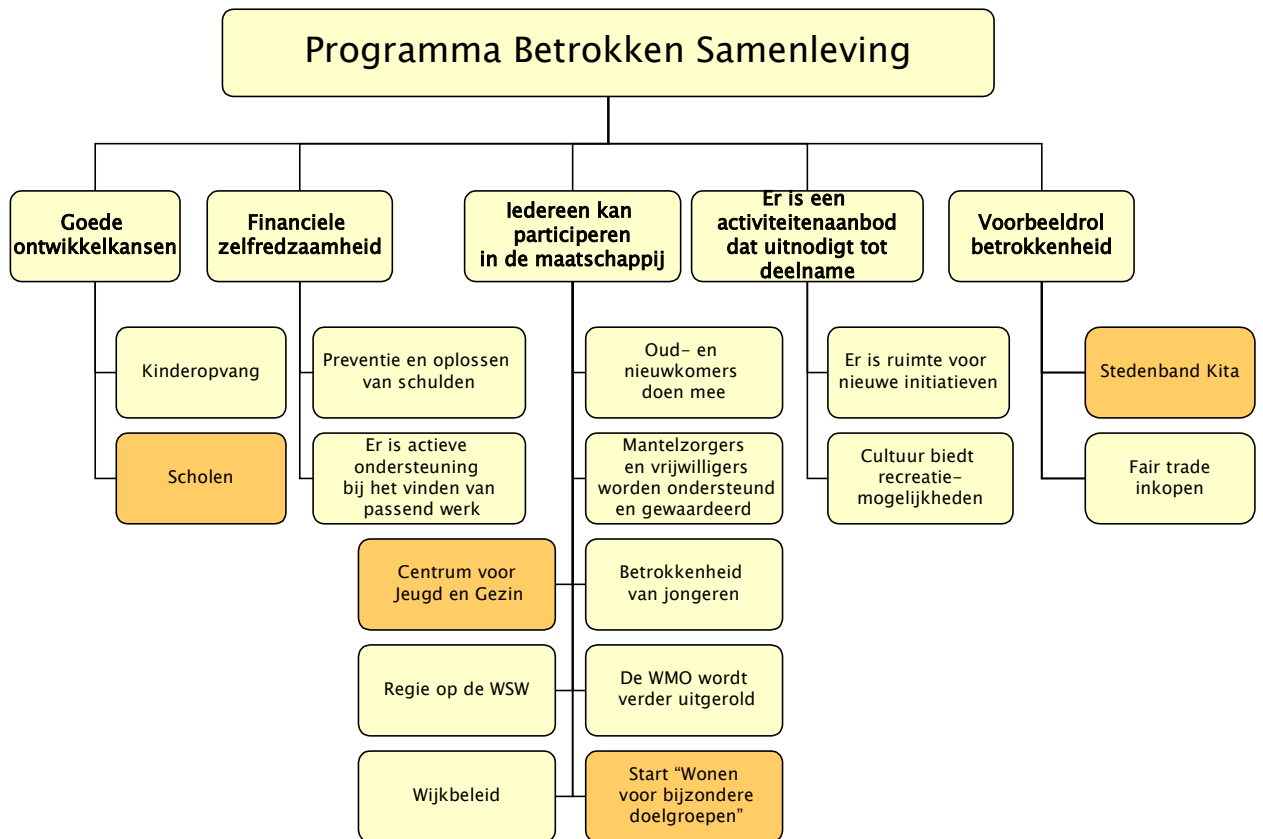 Programma Betrokken Samenleving
Goede
ontwikkelkansen
Financiele
zelfredzaamheid
Iedereen kan
participeren
in de maatschappij
Er is een
activiteitenaanbod
dat uitnodigt tot
deelname
Voorbeeldrol
betrokkenheid
Kinderopvang
Scholen
Preventie en oplossen
van schulden
Er is actieve
ondersteuning
bij het vinden van
passend werk
Oud- en
nieuwkomers
doen mee
Mantelzorgers
en vrijwilligers
worden ondersteund
en gewaardeerd
Centrum voor
Jeugd en Gezin
Betrokkenheid
van jongeren
Regie op de WSW
De WMO wordt
verder uitgerold
Wijkbeleid
Start “Wonen
voor bijzondere
doelgroepen”
Er is ruimte voor
nieuwe initiatieven
Cultuur biedt
recreatie-
mogelijkheden
Stedenband Kita
Fair trade
inkopen